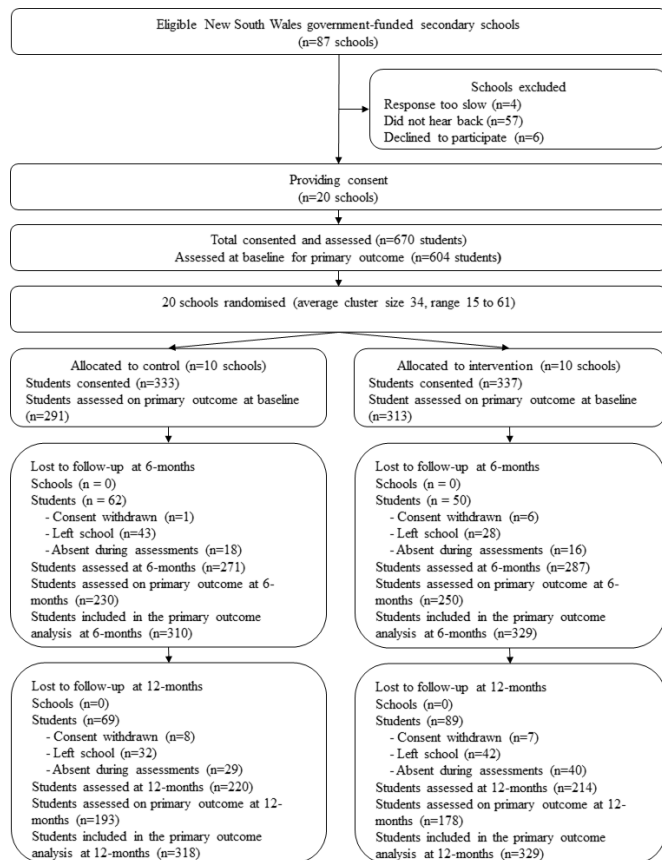 Eligible New South Wales government-funded secondary schools
(n=87 schools)
Schools excluded
Response too slow (n=4)
Did not hear back (n=57)
Declined to participate (n=6)
Providing consent
(n=20 schools)
Total consented and assessed (n=670 students)
Assessed at baseline for primary outcome (n=604 students)
20 schools randomised (average cluster size 34, range 15 to 61)
Allocated to control (n=10 schools)
Students consented (n=333)
Students assessed on primary outcome at baseline
(n=291)
Allocated to intervention (n=10 schools)
Students consented (n=337)
Student assessed on primary outcome at baseline
(n=313)
Lost to follow-up at 6-months
Schools (n = 0)
Students (n = 62)
- Consent withdrawn (n=1)
- Left school (n=43)
- Absent during assessments (n=18)
Students assessed at 6-months (n=271)
Students assessed on primary outcome at 6-
months (n=230)
Students included in the primary outcome
analysis at 6-months (n=310)
Lost to follow-up at 6-months
Schools (n = 0)
Students (n = 50)
- Consent withdrawn (n=6)
- Left school (n=28)
- Absent during assessments (n=16)
Students assessed at 6-months (n=287)
Students assessed on primary outcome at 6-
months (n=250)
Students included in the primary outcome
analysis at 6-months (n=329)
Lost to follow-up at 12-months
Schools (n=0)
Students (n=69)
- Consent withdrawn (n=8)
- Left school (n=32)
- Absent during assessments (n=29)
Students assessed at 12-months (n=220)
Students assessed on primary outcome at 12-
months (n=193)
Students included in the primary outcome
analysis at 12-months (n=318)
Lost to follow-up at 12-months
Schools (n=0)
Students (n=89)
- Consent withdrawn (n=7)
- Left school (n=42)
- Absent during assessments (n=40)
Students assessed at 12-months (n=214)
Students assessed on primary outcome at 12-
months (n=178)
Students included in the primary outcome
analysis at 12-months (n=329)